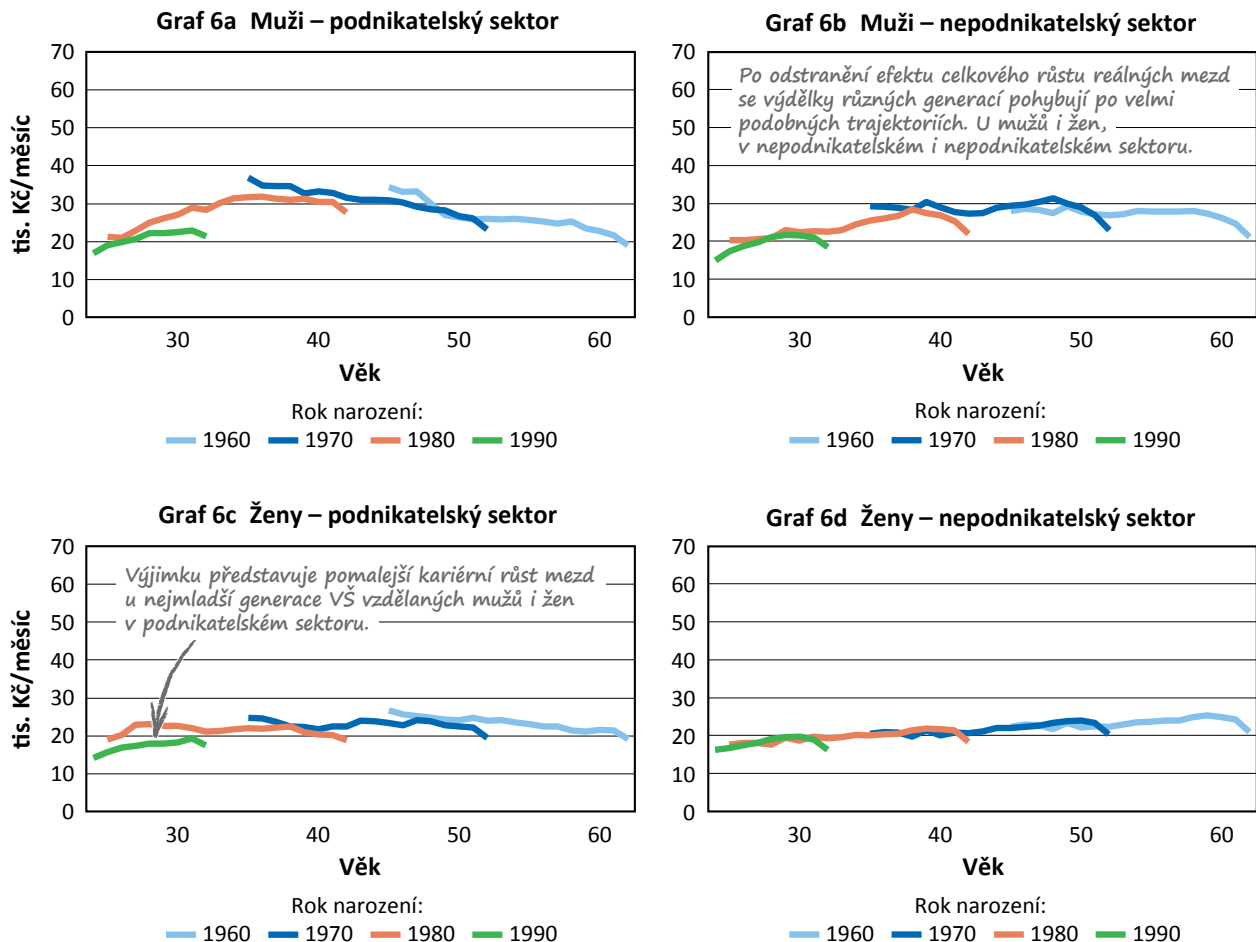 Graf 6a Muži – podnikatelský sektor
tis. Kč/měsíc
70
60
50
40
30
20
10
0
30 40 50 60
Věk
Rok narození:
1960 1970 1980 1990
Graf 6b Muži – nepodnikatelský sektor
Po odstranění efektu celkového růstu reálných mezd
se výdělky různých generací pohybují po velmi
podobných trajektoriích. U mužů i žen,
v nepodnikatelském i nepodnikatelském sektoru.
70
60
50
40
30
20
10
0
30 40 50 60
Věk
Rok narození:
1960 1970 1980 1990
Graf 6c Ženy – podnikatelský sektor
Výjimku představuje pomalejší kariérní růst mezd
u nejmladší generace VŠ vzdělaných mužů i žen
v podnikatelském sektoru.
tis. Kč/měsíc
70
60
50
40
30
20
10
0
30 40 50 60
Věk
Rok narození:
1960 1970 1980 1990
Graf 6d Ženy – nepodnikatelský sektor
70
60
50
40
30
20
10
0
30 40 50 60
Věk
Rok narození:
1960 1970 1980 1990